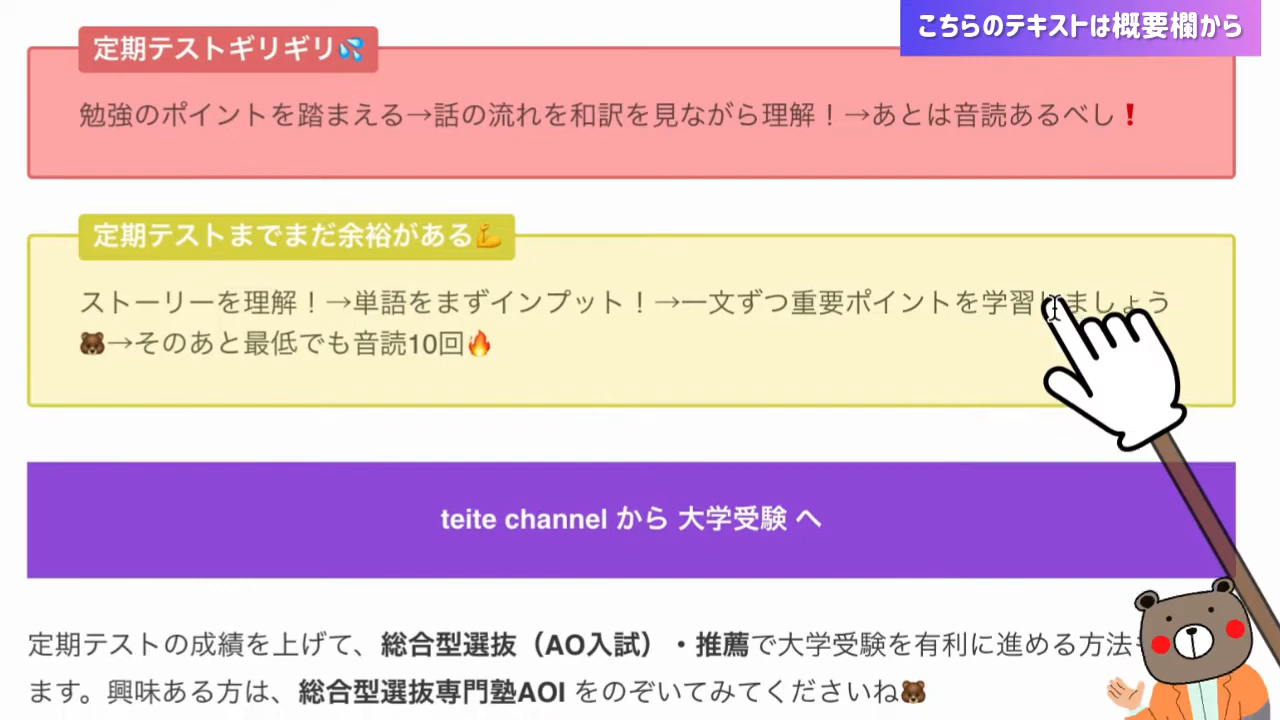 こちらのテキストは概要欄から
定期テストギリギリ💦
勉強のポイントを踏まえる→話の流れを和訳を見ながら理解！→あとは音読あるべし❗
定期テストまでまだ余裕がある💪
ストーリーを理解！→単語をまずインプット！→一文ずつ重要ポイントを学習しましょう
🐻→そのあと最低でも音読10回🔥
teite channel から 大学受験 へ
定期テストの成績を上げて、総合型選抜（AO入試）・推薦で大学受験を有利に進める方法
ます。興味ある方は、総合型選抜専門塾AOI をのぞいてみてくださいね🐻